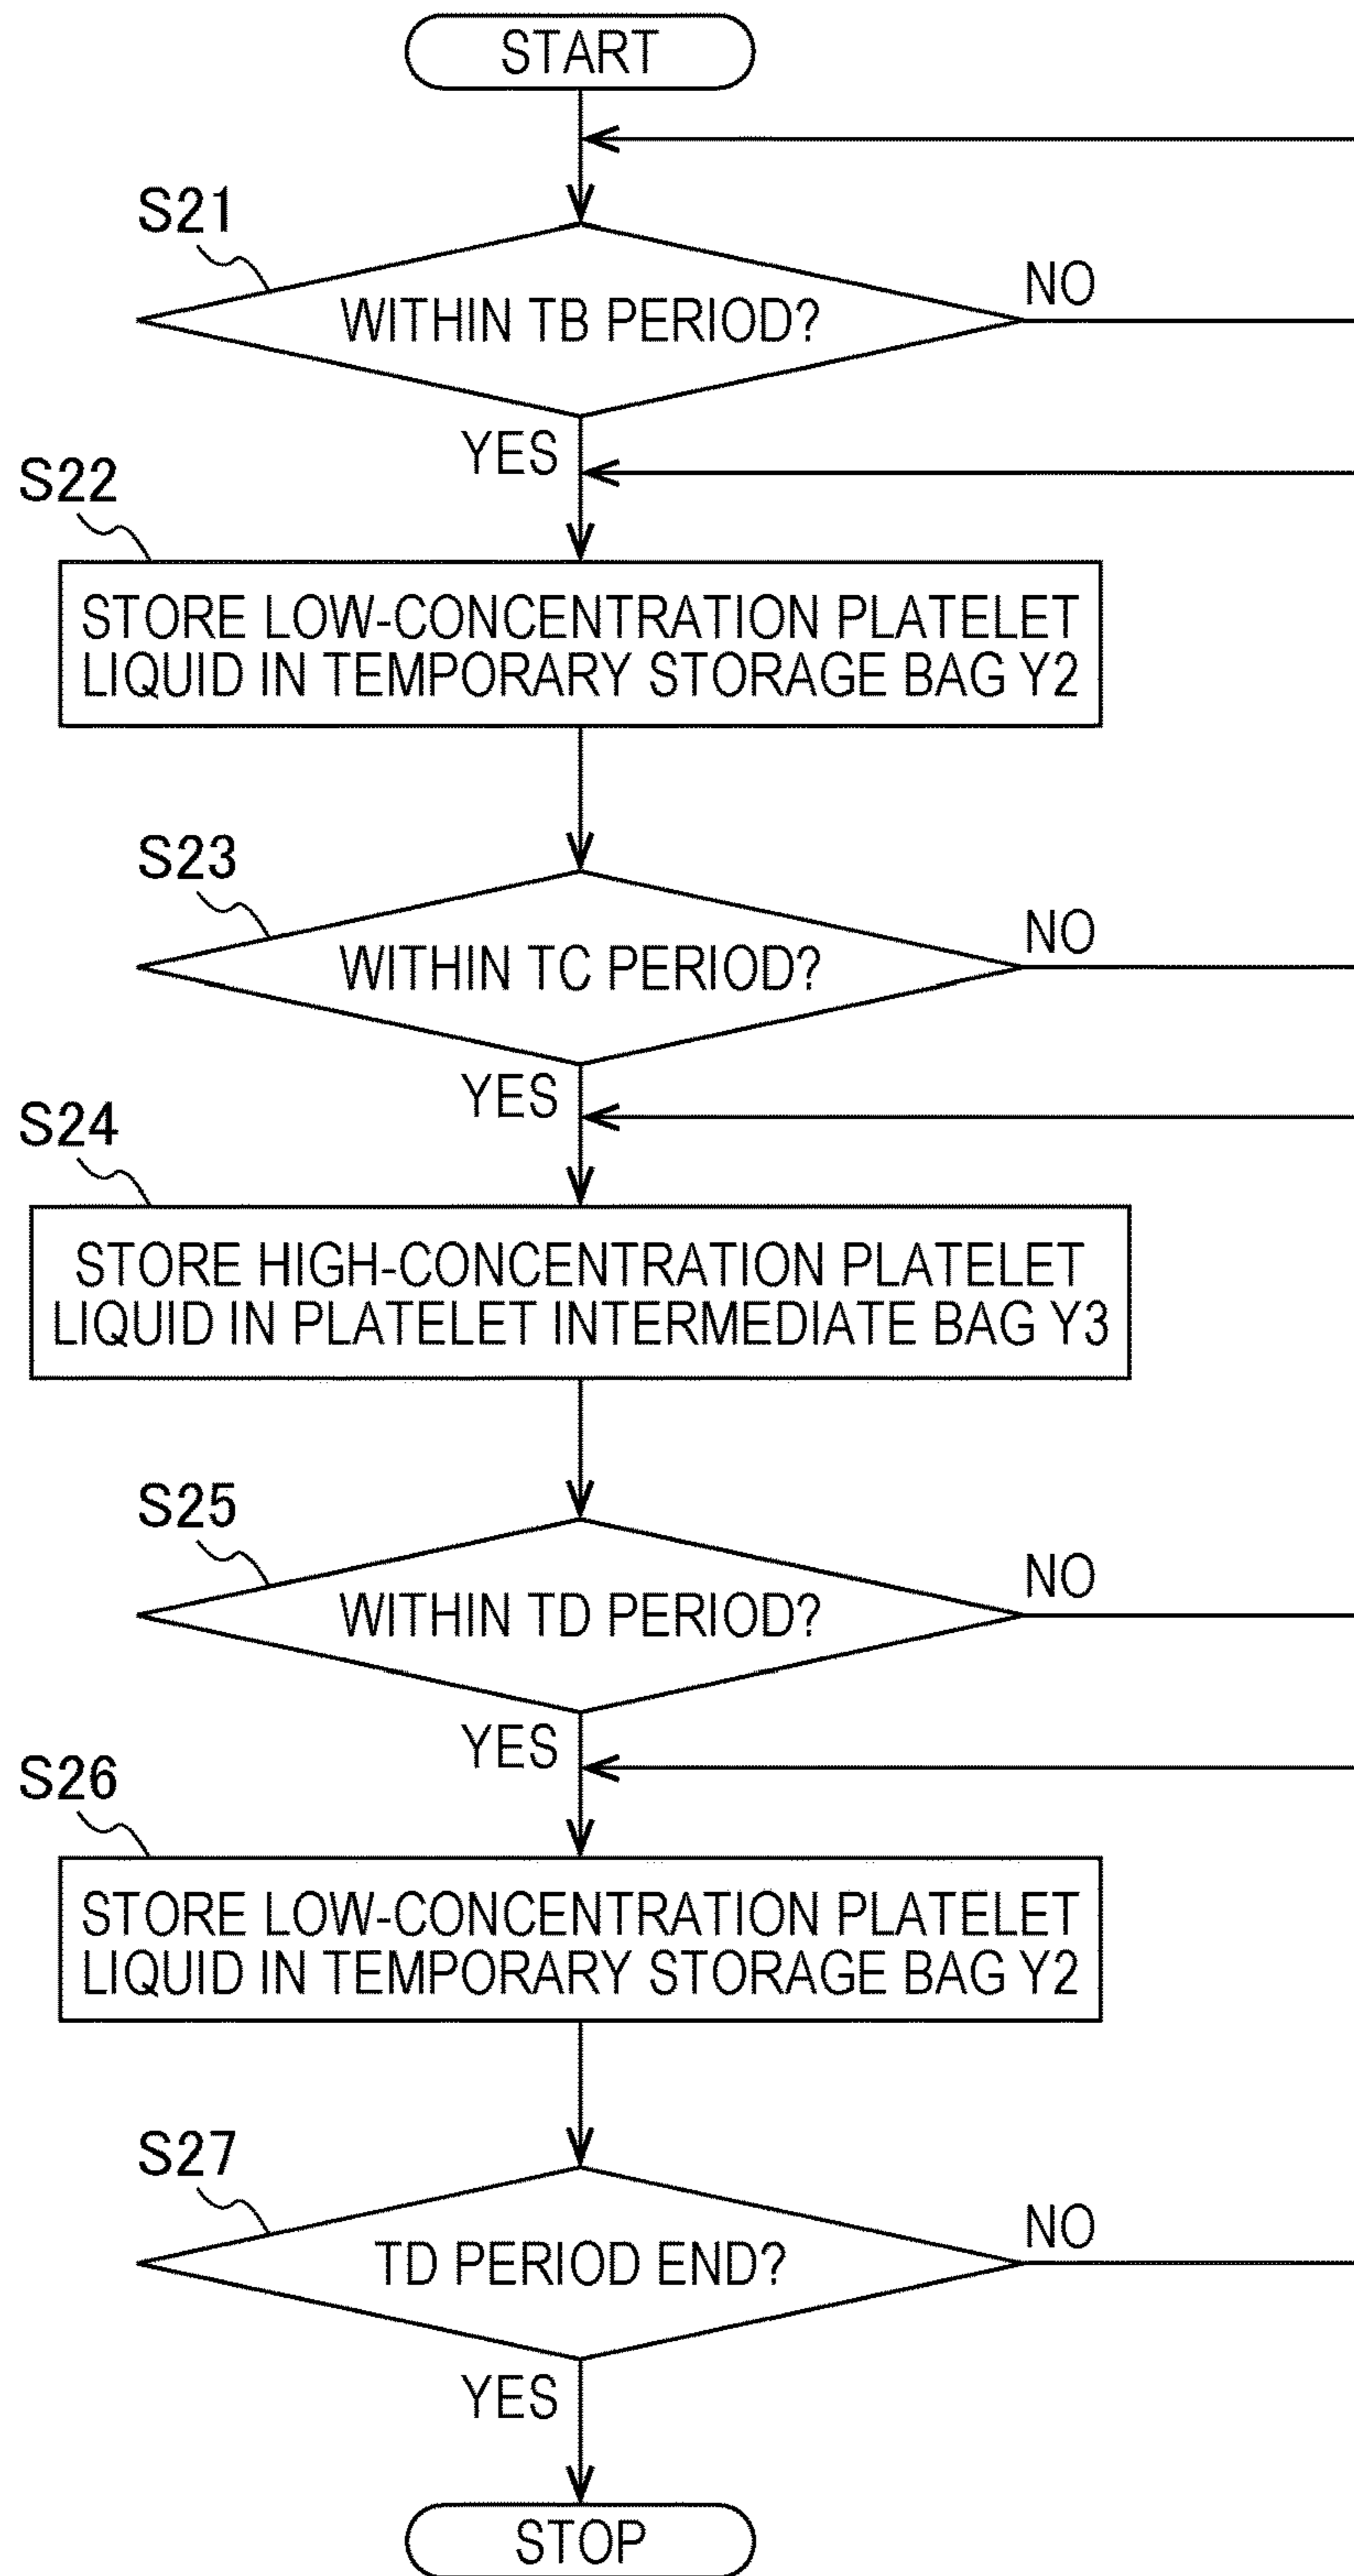 START
S21
WITHIN TB PERIOD?
NO
YES
S22
STORE LOW-CONCENTRATION PLATELET
LIQUID IN TEMPORARY STORAGE BAG Y2
S23
WITHIN TC PERIOD?
NO
YES
S24
STORE HIGH-CONCENTRATION PLATELET
LIQUID IN PLATELET INTERMEDIATE BAG Y3
S25
WITHIN TD PERIOD?
NO
YES
S26
STORE LOW-CONCENTRATION PLATELET
LIQUID IN TEMPORARY STORAGE BAG Y2
S27
TD PERIOD END?
NO
YES
STOP